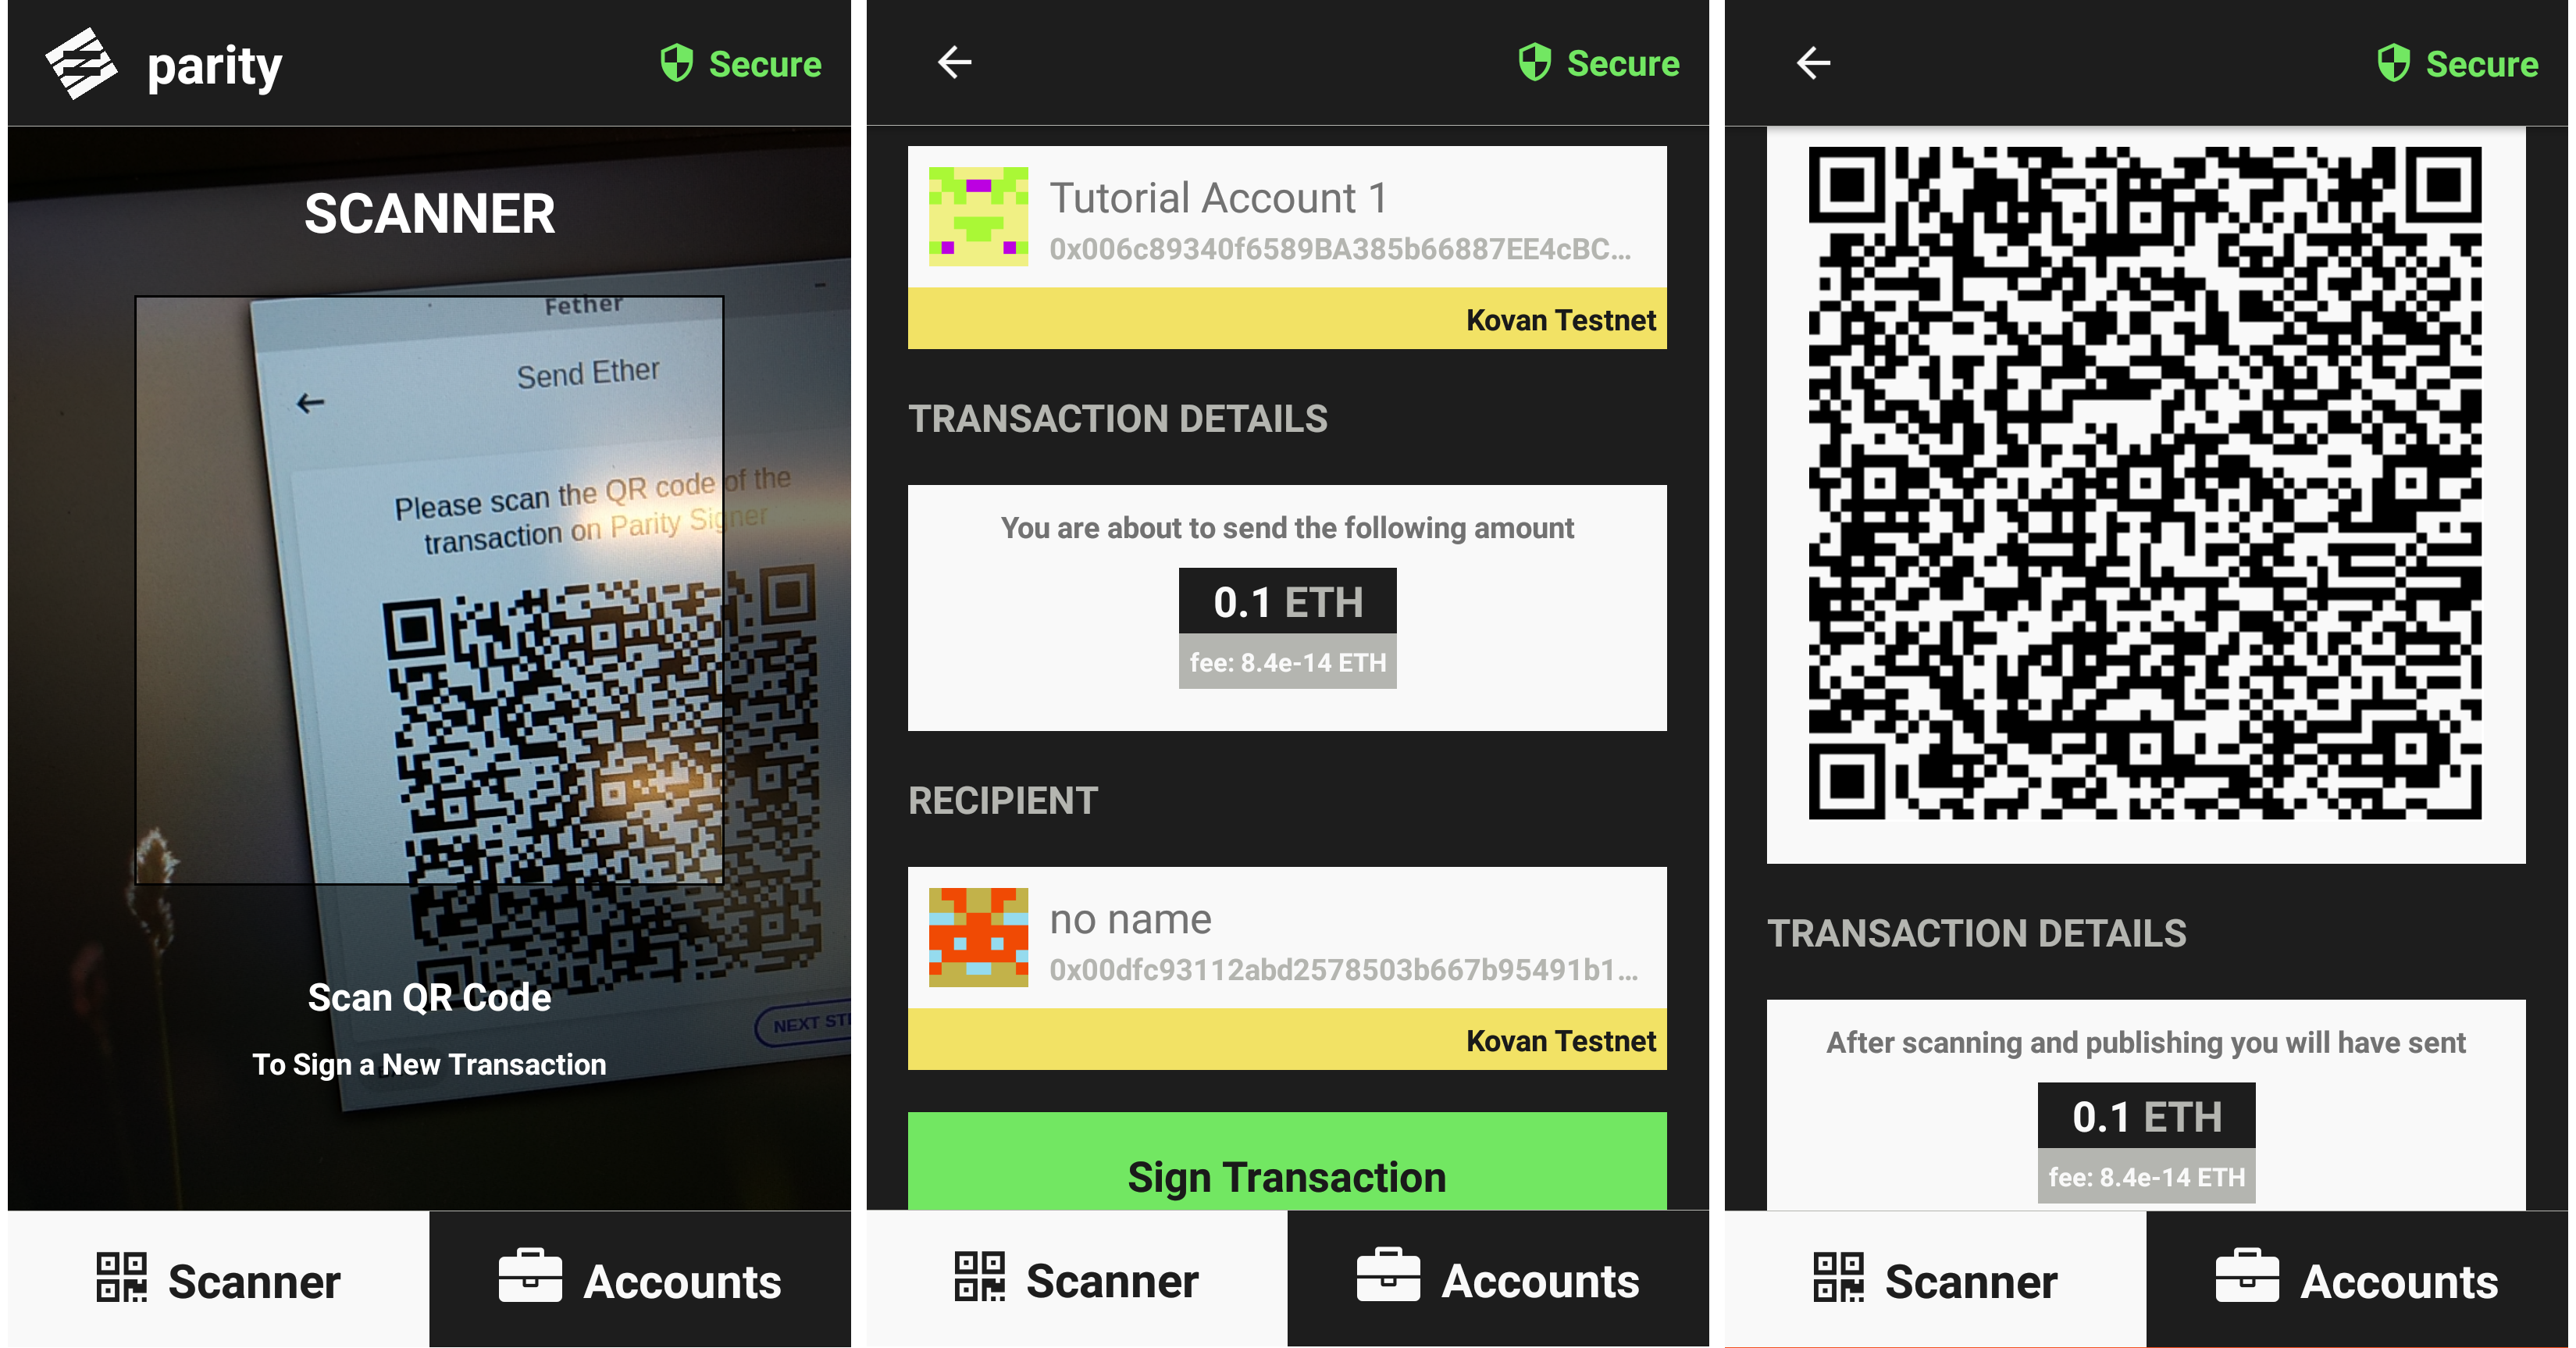 parity
Secure
SCANNER
Fether
Send Ether
Please scan the QR code of the
transaction on Parity Signer
NEXT
Scan QR Code
To Sign a New Transaction
Scanner
Accounts
Secure
Tutorial Account 1
0x006c89340f6589BA385b66887EE4cBC...
Kovan Testnet
TRANSACTION DETAILS
You are about to send the following amount
0.1 ETH
fee: 8.4e-14 ETH
RECIPIENT
no name
0x00dfc93112abd2578503b667b95491b1...
Kovan Testnet
Sign Transaction
Scanner
Accounts
Secure
TRANSACTION DETAILS
After scanning and publishing you will have sent
0.1 ETH
fee: 8.4e-14 ETH
Scanner
Accounts